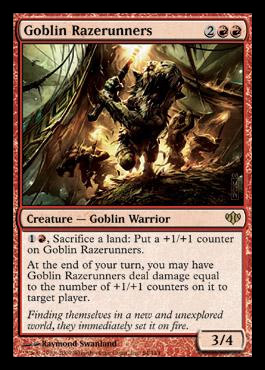 Goblin Razerunners 2
Creature — Goblin Warrior
1, Sacrifice a land: Put a +1/+1 counter
on Goblin Razerunners.
At the end of your turn, you may have
Goblin Razerunners deal damage equal
to the number of +1/+1 counters on it to
target player.
Finding themselves in a new and unexplored
world, they immediately set it on fire.
Raymond Swanland
3/4